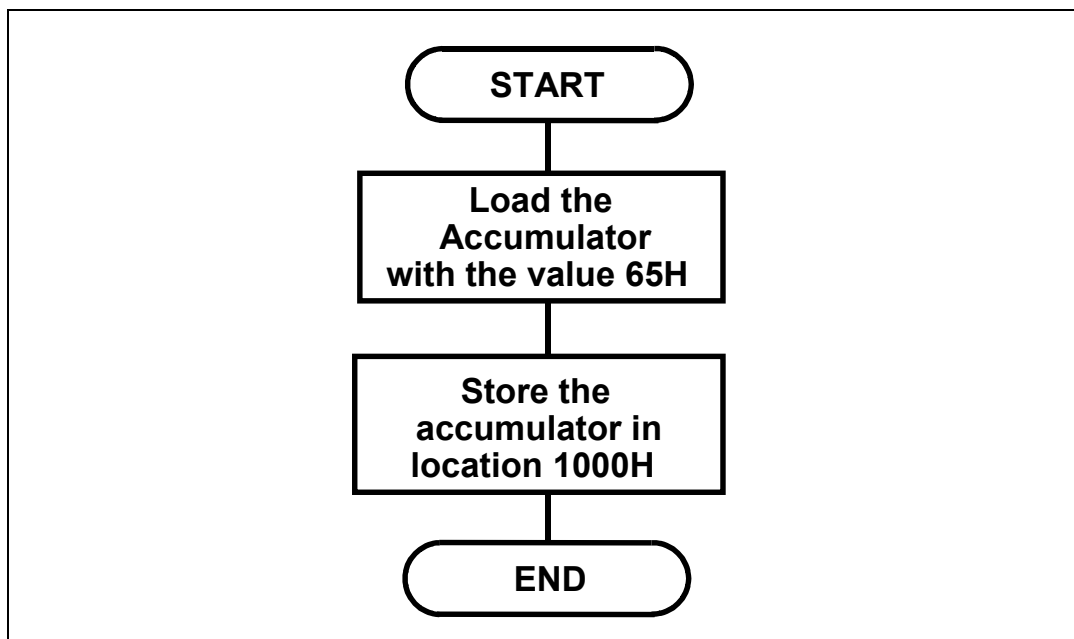 START
Load the
Accumulator
with the value 65H
Store the
accumulator in
location 1000H
END